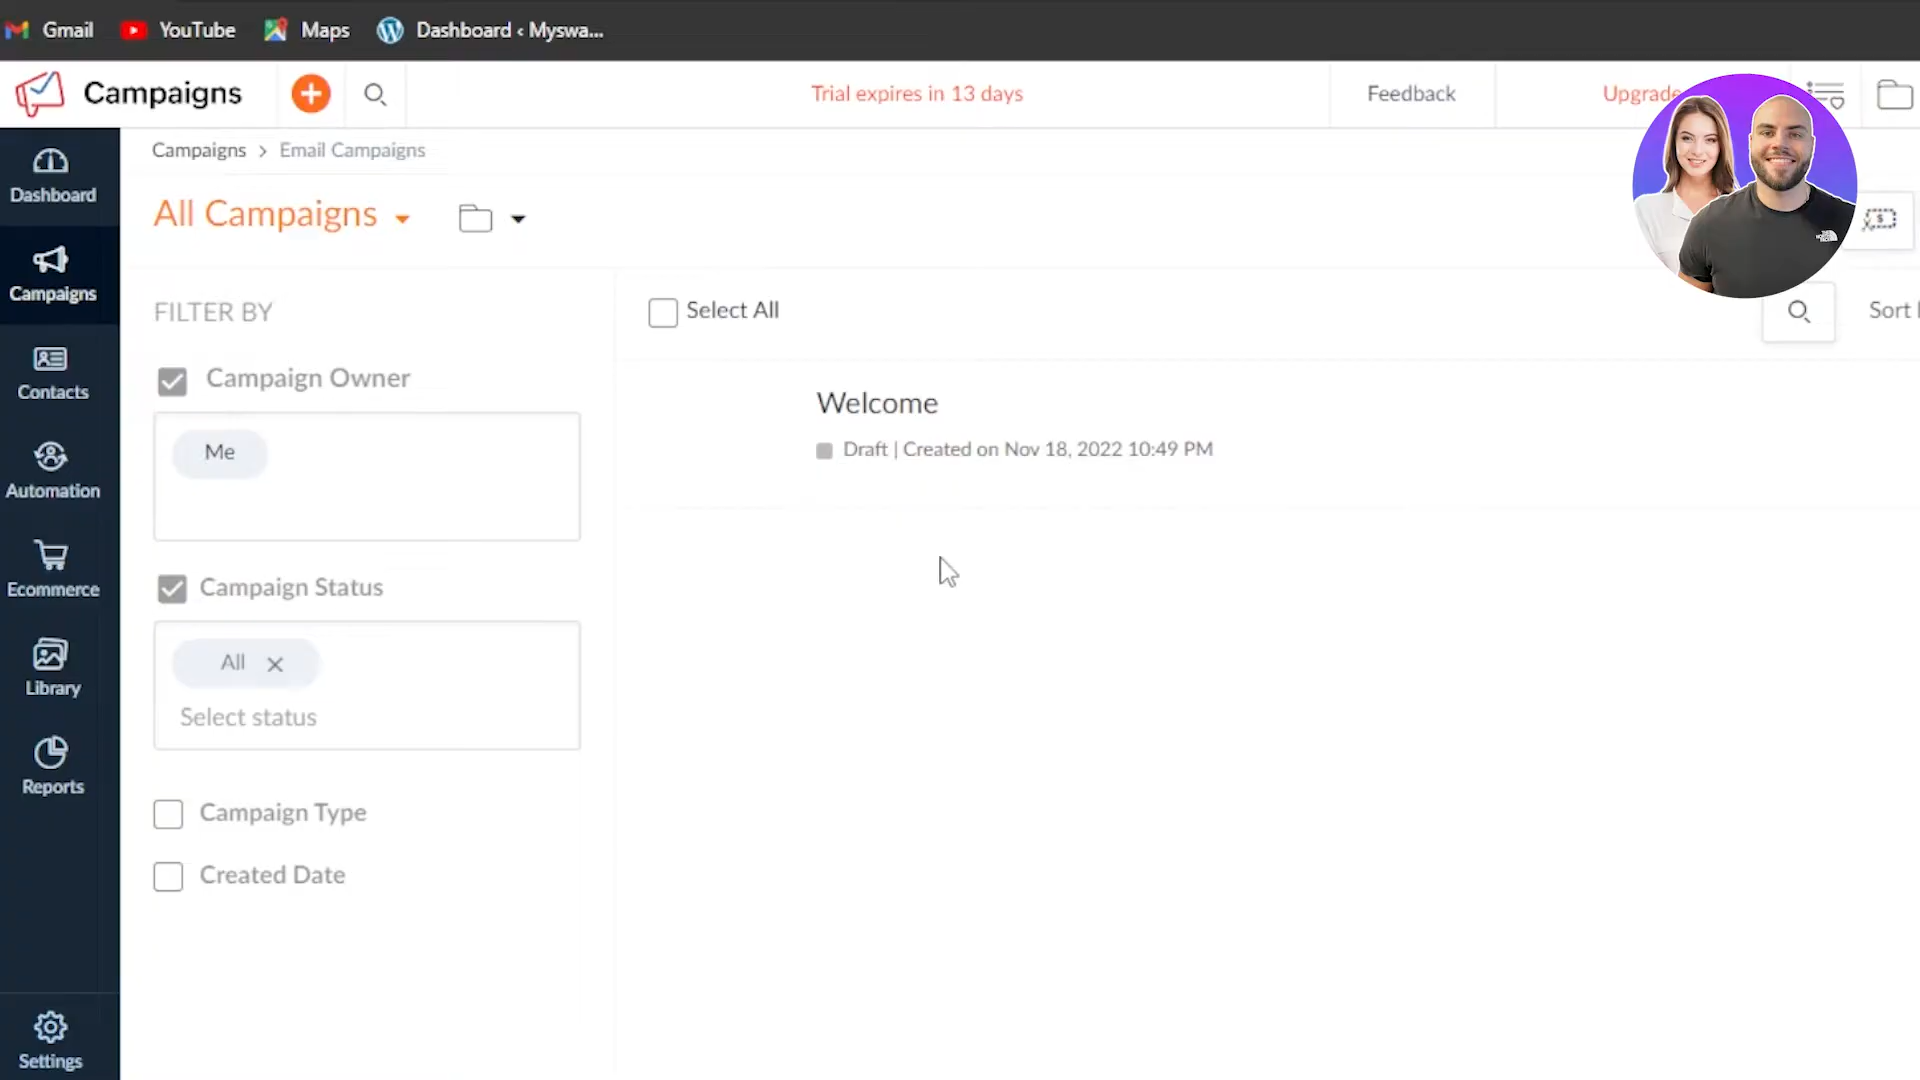 Gmail YouTube Maps Dashboard ‹ Myswa...
Campaigns Trial expires in 13 days Feedback Upgrade
Campaigns > Email Campaigns
All Campaigns
FILTER BY
Select All
Sort
Campaign Owner
Me
Campaign Status
All ×
Select status
Campaign Type
Created Date
Welcome
Draft | Created on Nov 18, 2022 10:49 PM
Dashboard
Campaigns
Contacts
Automation
Ecommerce
Library
Reports
Settings